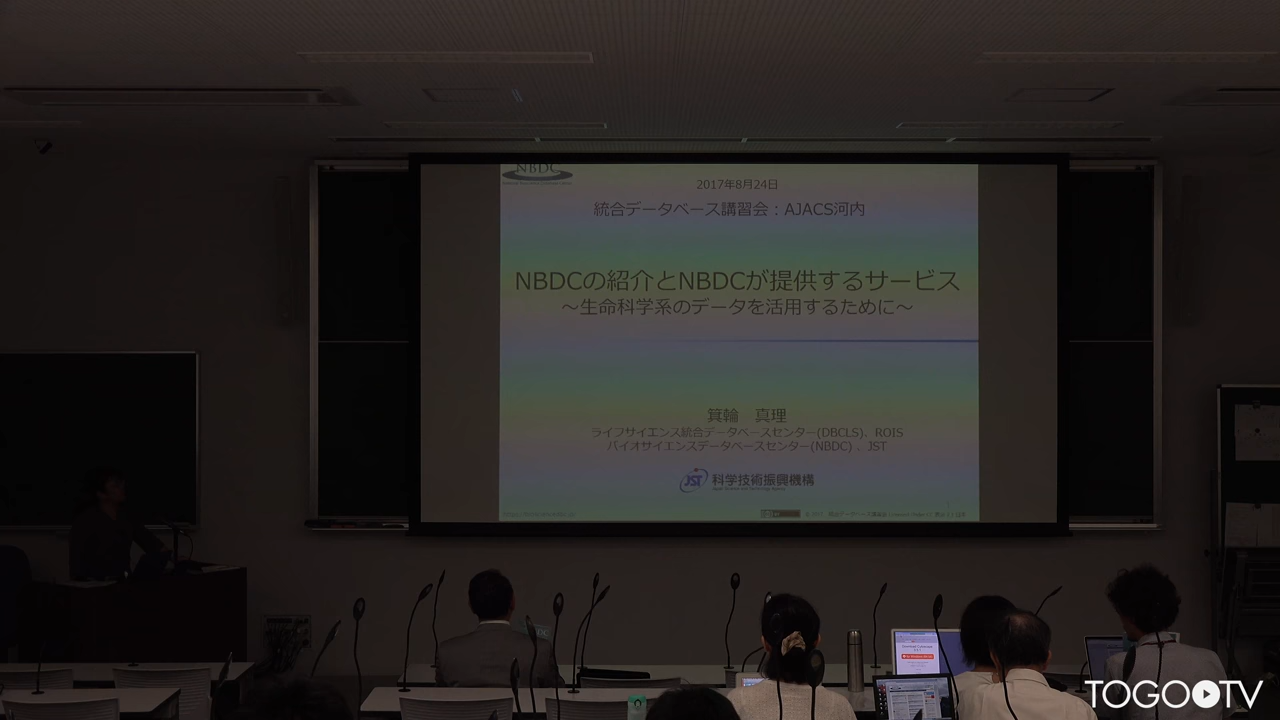 NBDC
2017年8月24日
統合データベース講習会：AJACS河内
NBDCの紹介とNBDCが提供するサービス
～生命科学系のデータを活用するために～
箕輪　真理
ライフサイエンス統合データベースセンター(DBCLS)、ROIS
バイオサイエンスデータベースセンター(NBDC) 、JST
JST 科学技術振興機構
TOGO TV